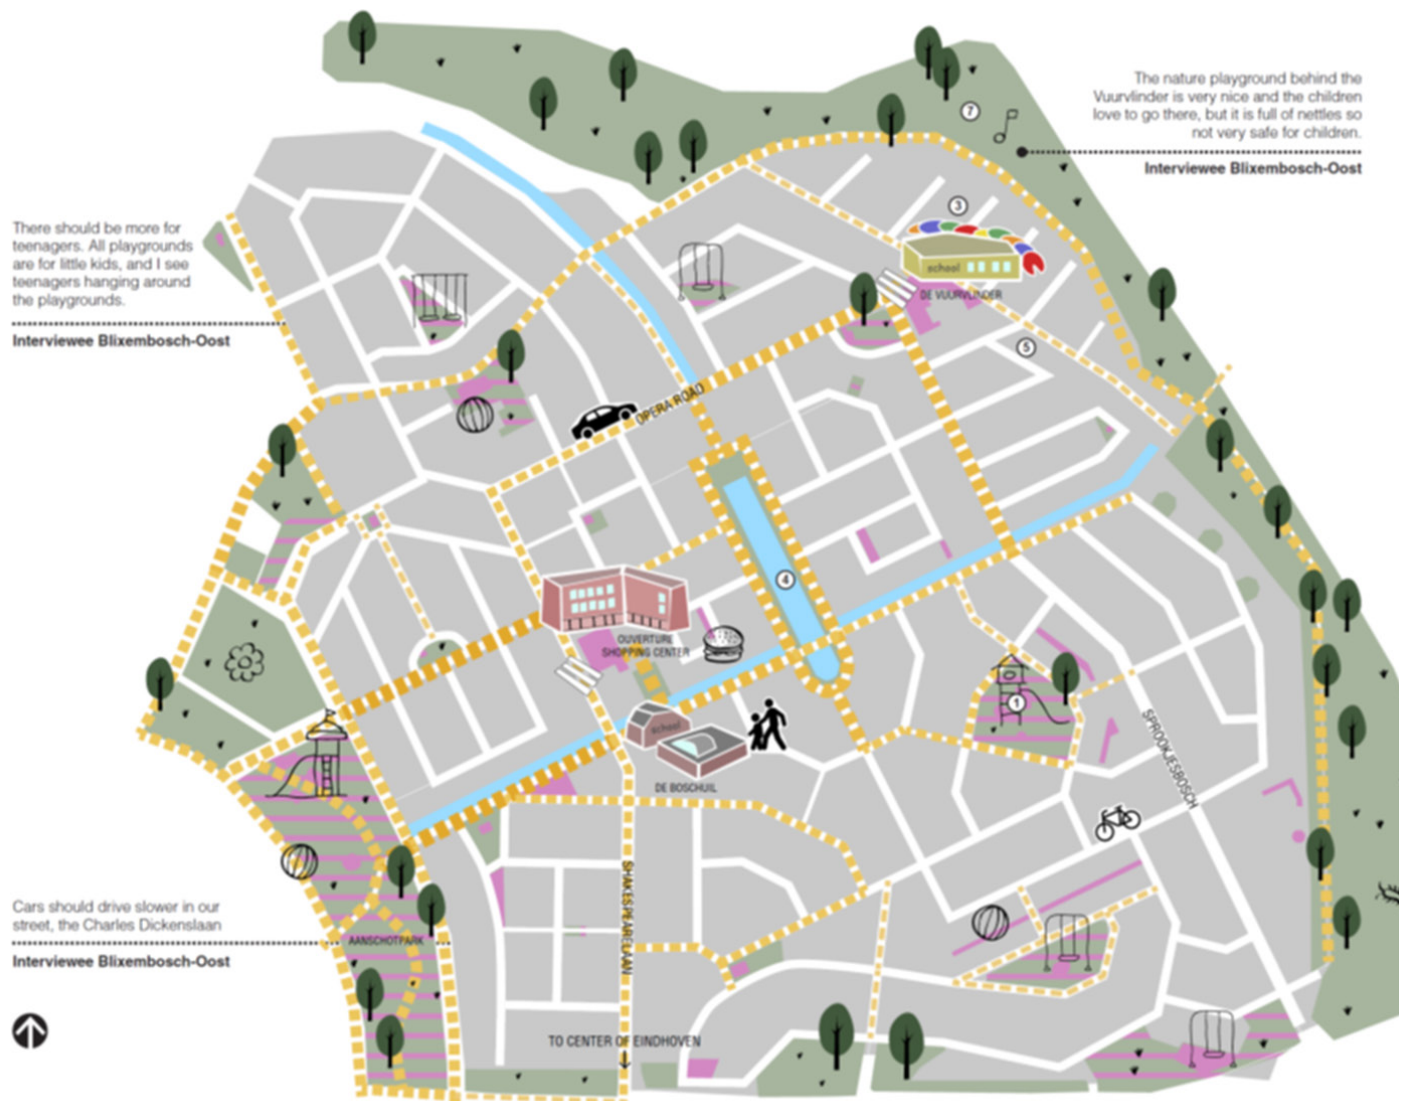 The nature playground behind the
Vuurvlinder is very nice and the children
love to go there, but it is full of nettles so
not very safe for children.
Interviewee Blixembosch-Oost
7
3
There should be more for
teenagers. All playgrounds
are for little kids, and I see
teenagers hanging around
the playgrounds.
Interviewee Blixembosch-Oost
school
DE VUURVLINDER
5
OPERA ROAD
4
OUVERTURE
SHOPPING CENTER
1
school
DE BOSCHUIL
SPROOKJESBOSCH
SHAKESPEARELAAN
Cars should drive slower in our
street, the Charles Dickenslaan
Interviewee Blixembosch-Oost
AANSCHOTPARK
TO CENTER OF EINDHOVEN